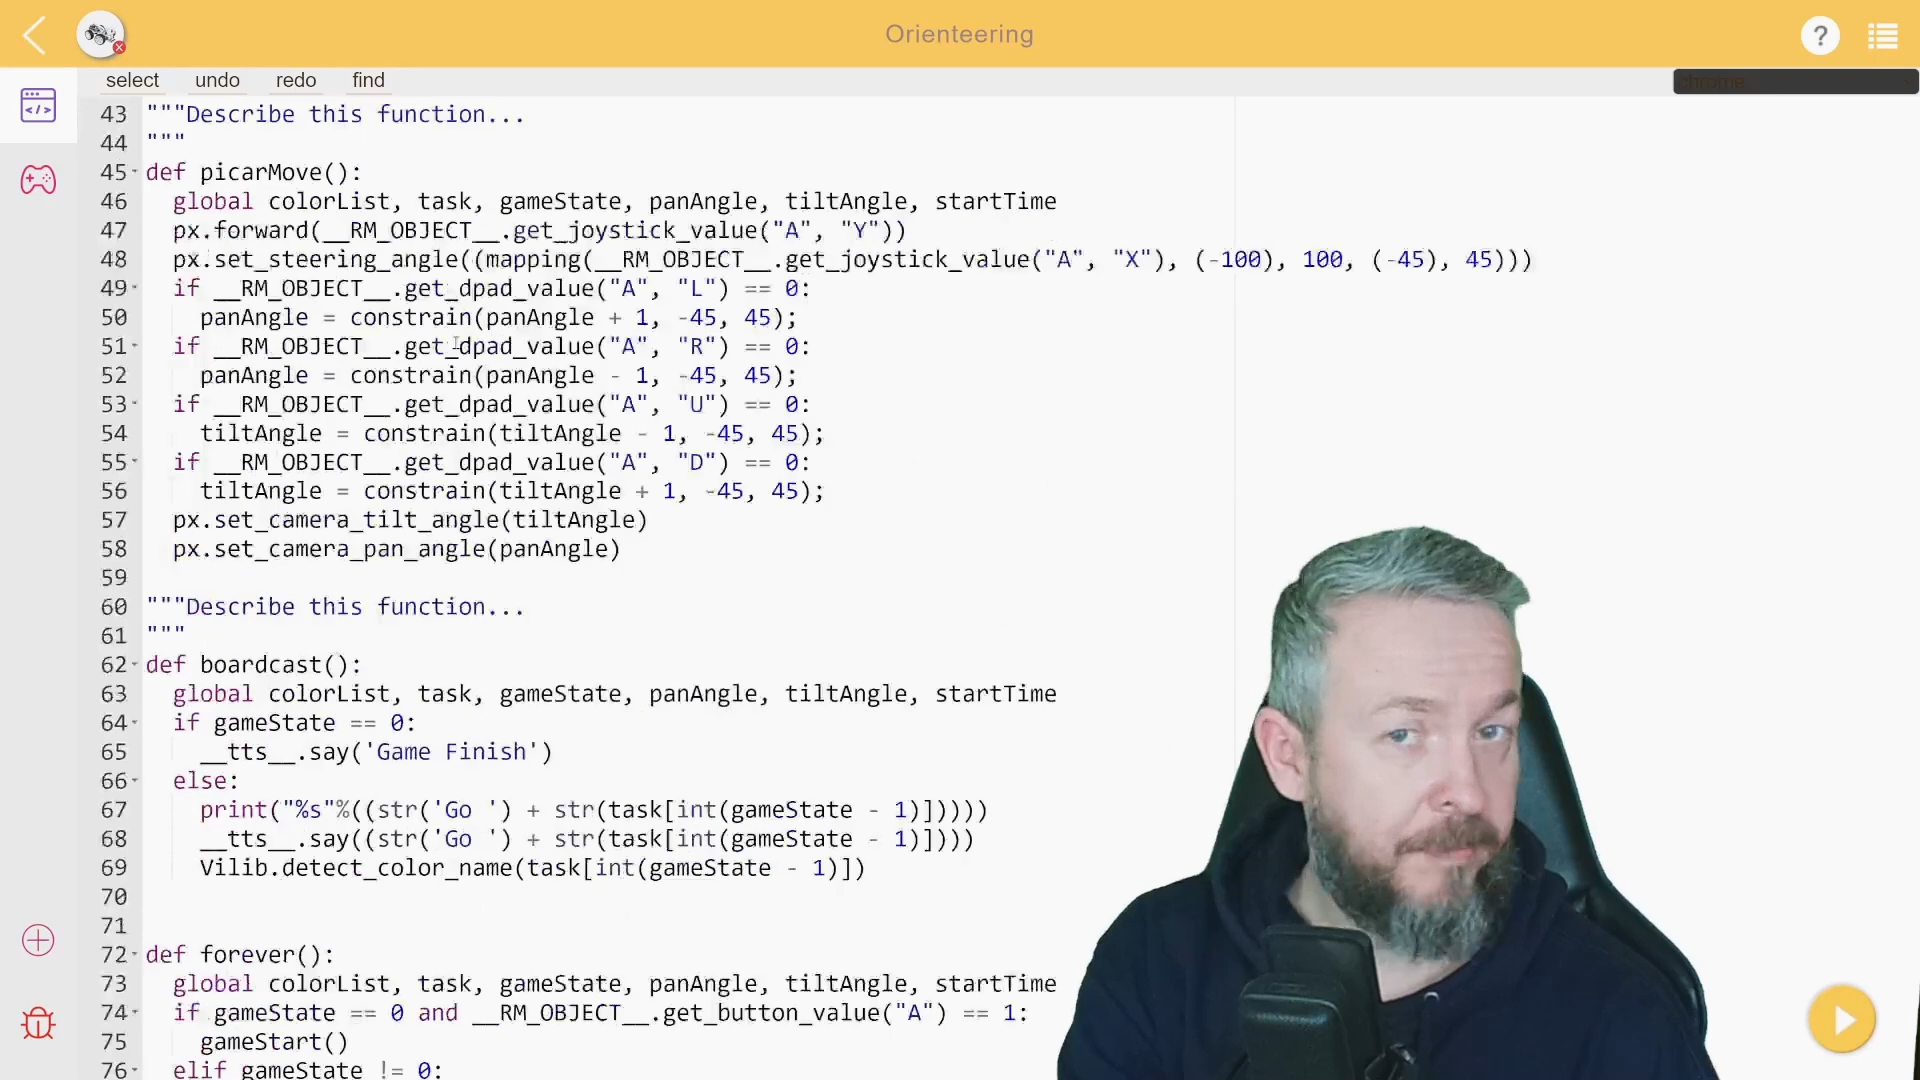 Orienteering
?
select undo redo find
chrome
43 """Describe this function...
44 """
45 def picarMove():
46 global colorList, task, gameState, panAngle, tiltAngle, startTime
47 px.forward(__RM_OBJECT__.get_joystick_value("A", "Y"))
48 px.set_steering_angle((mapping(__RM_OBJECT__.get_joystick_value("A", "X"), (-100), 100, (-45), 45)))
49 if __RM_OBJECT__.get_dpad_value("A", "L") == 0:
50 panAngle = constrain(panAngle + 1, -45, 45);
51 if __RM_OBJECT__.get_dpad_value("A", "R") == 0:
52 panAngle = constrain(panAngle - 1, -45, 45);
53 if __RM_OBJECT__.get_dpad_value("A", "U") == 0:
54 tiltAngle = constrain(tiltAngle - 1, -45, 45);
55 if __RM_OBJECT__.get_dpad_value("A", "D") == 0:
56 tiltAngle = constrain(tiltAngle + 1, -45, 45);
57 px.set_camera_tilt_angle(tiltAngle)
58 px.set_camera_pan_angle(panAngle)
59
60 """Describe this function...
61 """
62 def boardcast():
63 global colorList, task, gameState, panAngle, tiltAngle, startTime
64 if gameState == 0:
65 __tts__.say('Game Finish')
66 else:
67 print("%s"%((str('Go ') + str(task[int(gameState - 1)]))))
68 __tts__.say((str('Go ') + str(task[int(gameState - 1)])))
69 Vilib.detect_color_name(task[int(gameState - 1)])
70
71
72 def forever():
73 global colorList, task, gameState, panAngle, tiltAngle, startTime
74 if gameState == 0 and __RM_OBJECT__.get_button_value("A") == 1:
75 gameStart()
76 elif gameState != 0: